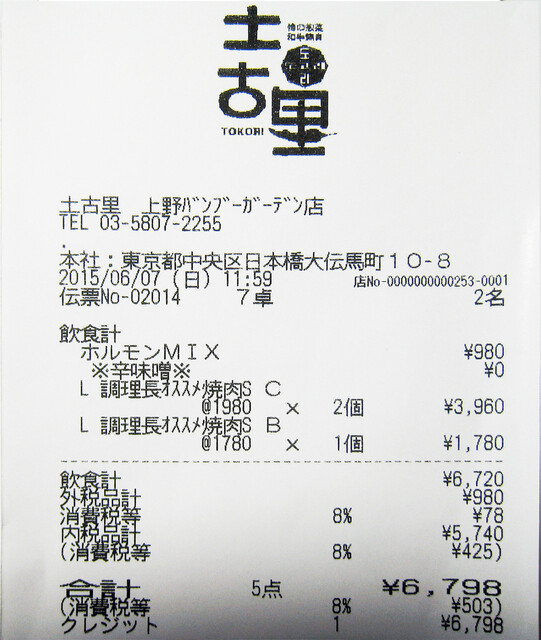 土古里
TOKORI
土古里　上野ﾊﾞﾝﾌﾞｰｶﾞｰﾃﾞﾝ店
TEL 03-5807-2255
.
本社：東京都中央区日本橋大伝馬町１０-８
2015/06/07 (日) 11:59 店No-0000000000253-0001
伝票No-02014 ７卓 2名
飲食計
ホルモンＭＩＸ ¥980
※辛味噌※ ¥0
L 調理長ｵｽｽﾒ焼肉S C
@1980 × 2個 ¥3,960
L 調理長ｵｽｽﾒ焼肉S B
@1780 × 1個 ¥1,780
飲食計 ¥6,720
外税品計 ¥980
消費税等 8% ¥78
内税品計 ¥5,740
(消費税等 8% ¥425)
合計 5点 ¥6,798
(消費税等 8% ¥503)
クレジット 1 ¥6,798